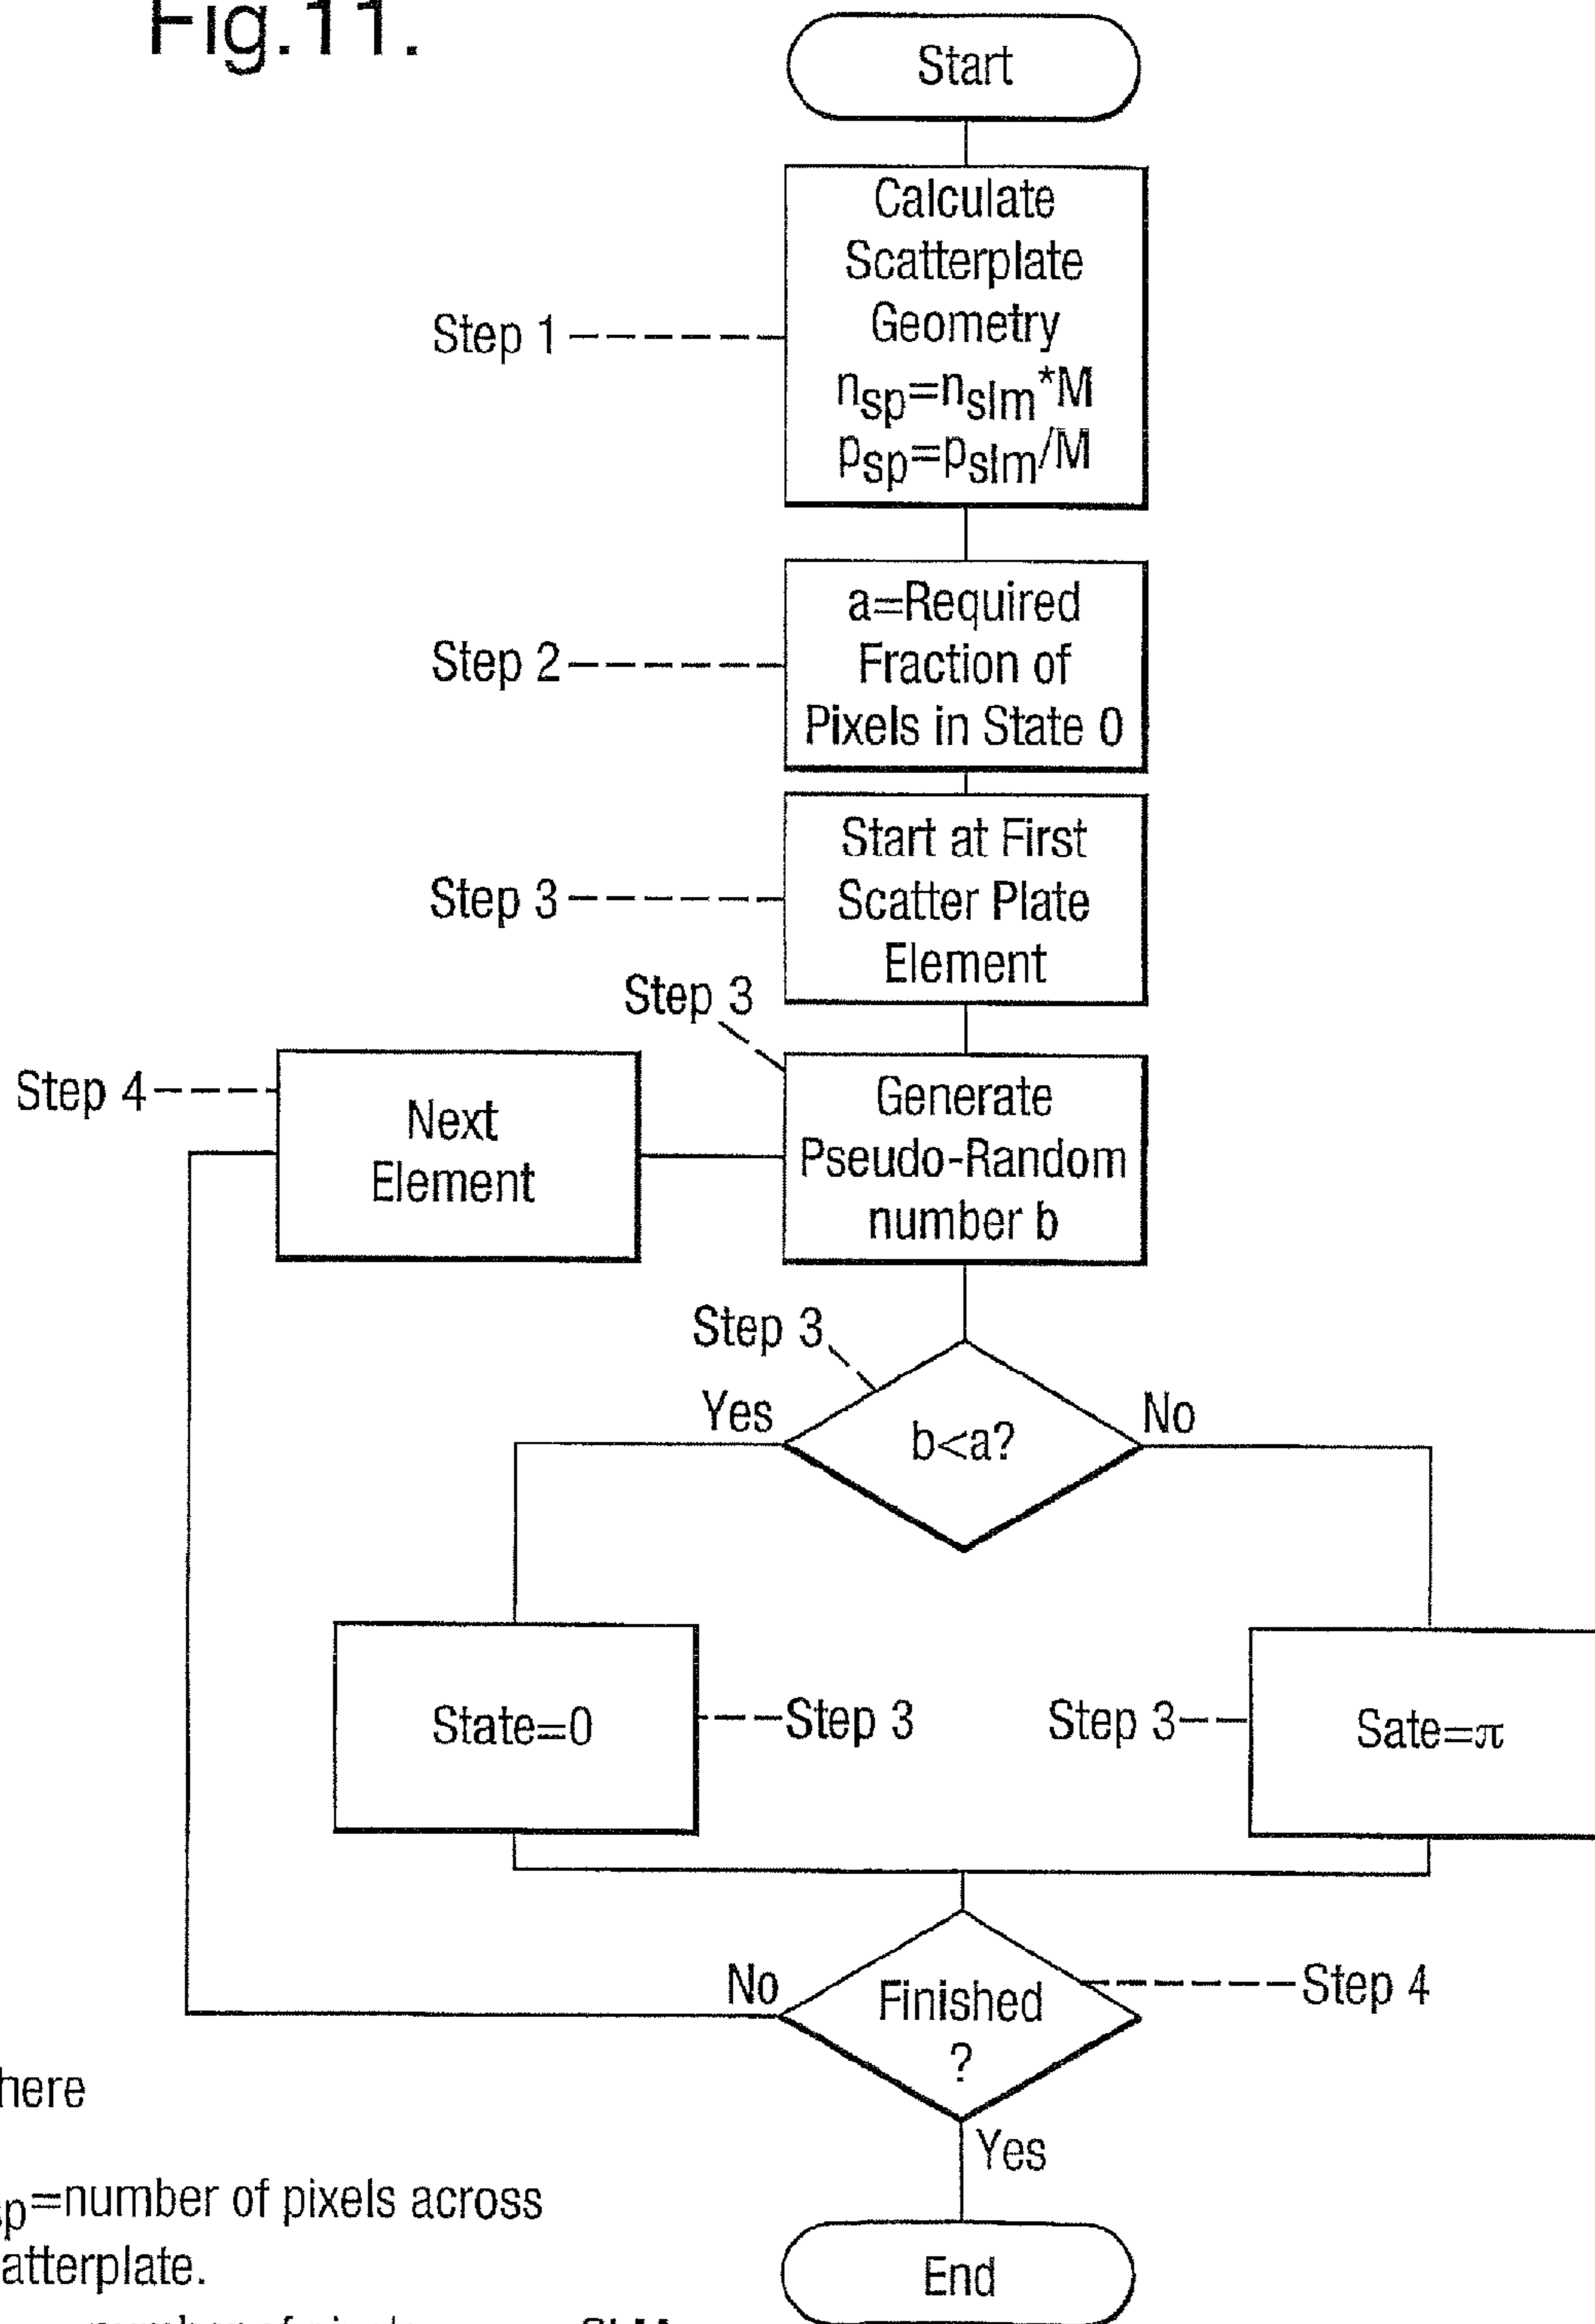 Fig.11.
Start
Calculate
Scatterplate
Geometry
nsp=nslm*M
psp=pslm/M
Step 1
a=Required
Fraction of
Pixels in State 0
Step 2
Start at First
Scatter Plate
Element
Step 3
Step 3
Generate
Pseudo-Random
number b
Step 4
Next
Element
Step 3
Yes
b<a?
No
State=0
Step 3
Step 3
Sate=π
No
Finished
?
Step 4
Yes
here
p=number of pixels across
atterplate.
End